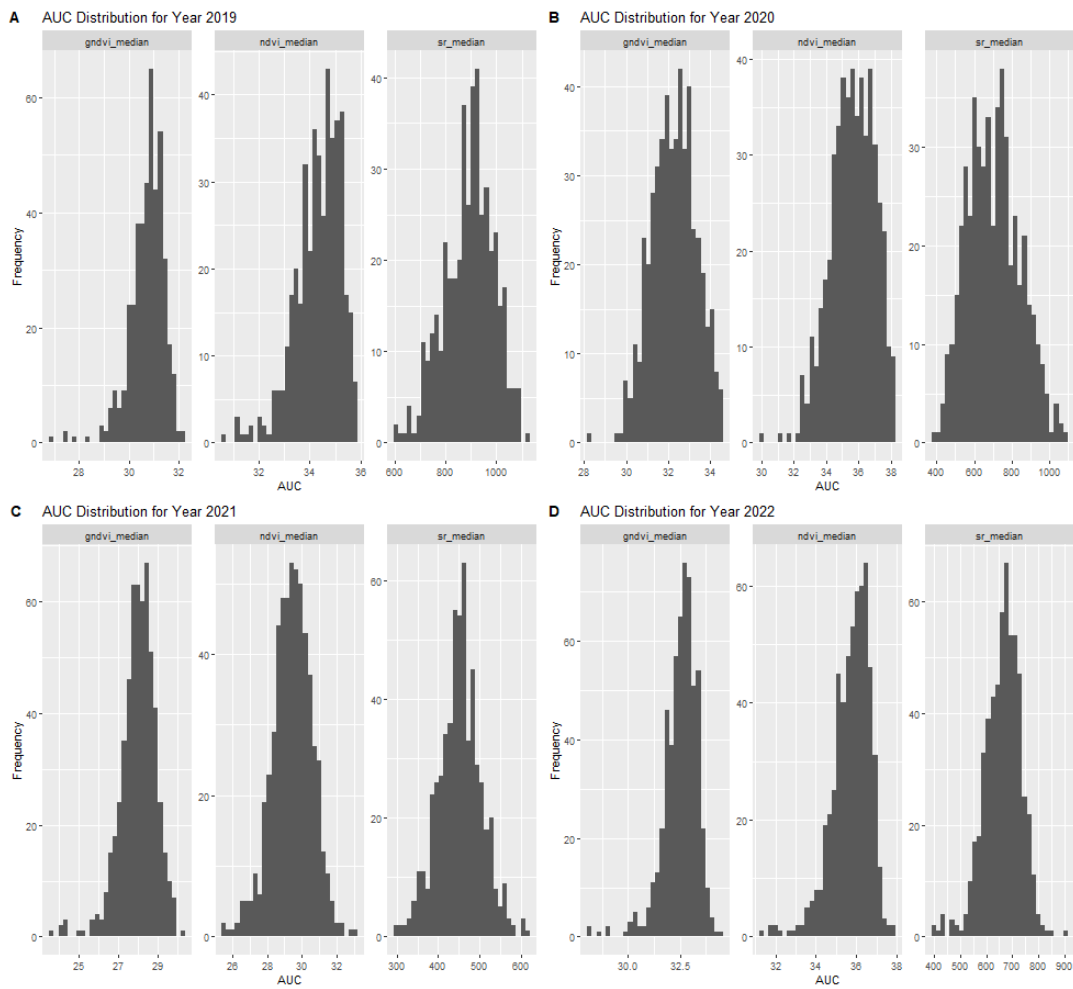 A AUC Distribution for Year 2019
gndvi_median ndvi_median sr_median
Frequency
60
40
20
0
40
30
20
10
0
40
30
20
10
0
28 30 32
32 34 36
600 800 1000
AUC
B AUC Distribution for Year 2020
gndvi_median ndvi_median sr_median
Frequency
40
30
20
10
0
40
30
20
10
0
30
20
10
0
28 30 32 34
30 32 34 36 38
400 600 800 1000
AUC
C AUC Distribution for Year 2021
gndvi_median ndvi_median sr_median
Frequency
60
40
20
0
40
20
0
60
40
20
0
25 27 29
26 28 30 32
300 400 500 600
AUC
D AUC Distribution for Year 2022
gndvi_median ndvi_median sr_median
Frequency
60
40
20
0
60
40
20
0
60
40
20
0
30.0 32.5
32 34 36 38
400 500 600 700 800 900
AUC